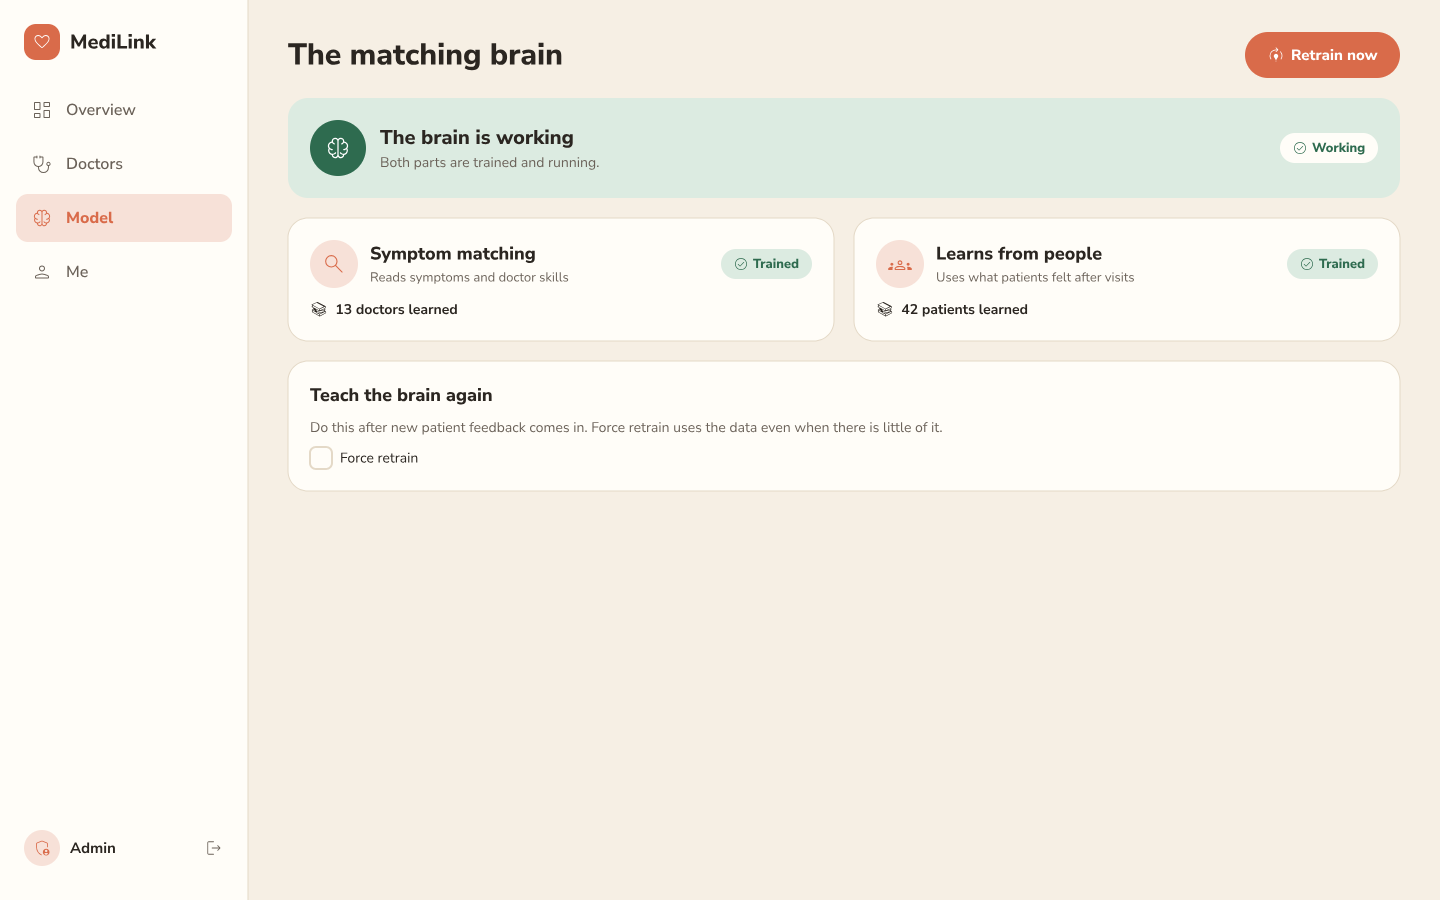 MediLink
Overview
Doctors
Model
Me
Admin
The matching brain
Retrain now
The brain is working
Both parts are trained and running.
Working
Symptom matching
Reads symptoms and doctor skills
Trained
13 doctors learned
Learns from people
Uses what patients felt after visits
Trained
42 patients learned
Teach the brain again
Do this after new patient feedback comes in. Force retrain uses the data even when there is little of it.
Force retrain